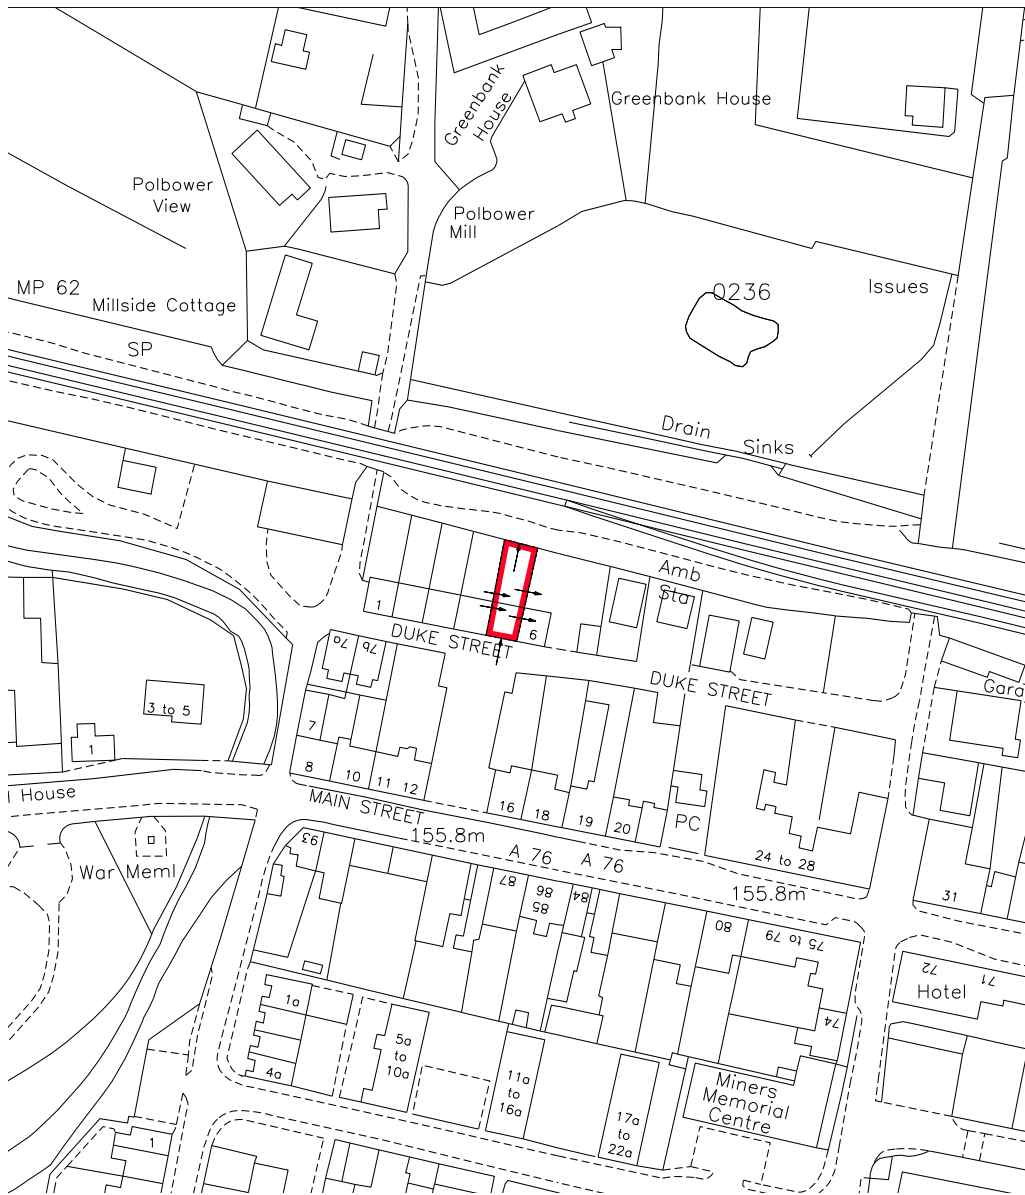 Greenbank
House
Greenbank House
Polbower
View
Polbower
Mill
MP 62
Millside Cottage
0236
Issues
SP
Drain
Sinks
Amb
Sta
1
6
DUKE STREET
7a
7b
DUKE STREET
Gara
3 to 5
1
7
8
10
11
12
16
18
19
20
PC
l House
MAIN STREET
155.8m
A 76
A 76
24 to 28
War Meml
93
87
86
85
84
155.8m
31
80
75 to 79
72
71
Hotel
1a
74
5a
to
10a
4a
11a
to
16a
Miners
Memorial
Centre
17a
to
22a
1